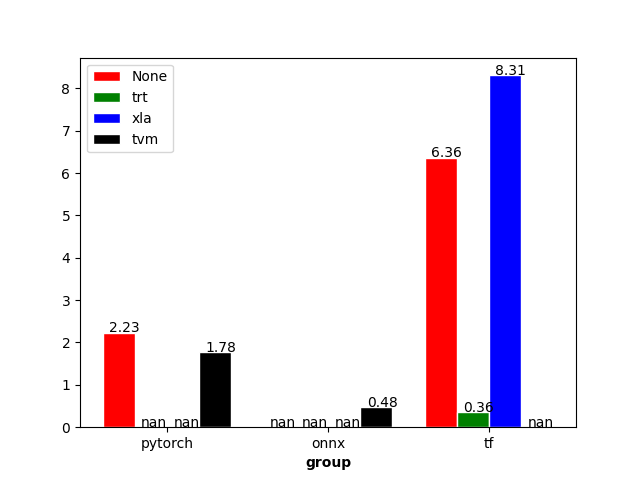 None
trt
xla
tvm
8
7
6
5
4
3
2
1
0
2.23
nan
nan
1.78
nan
nan
nan
0.48
6.36
0.36
8.31
nan
pytorch
onnx
tf
group